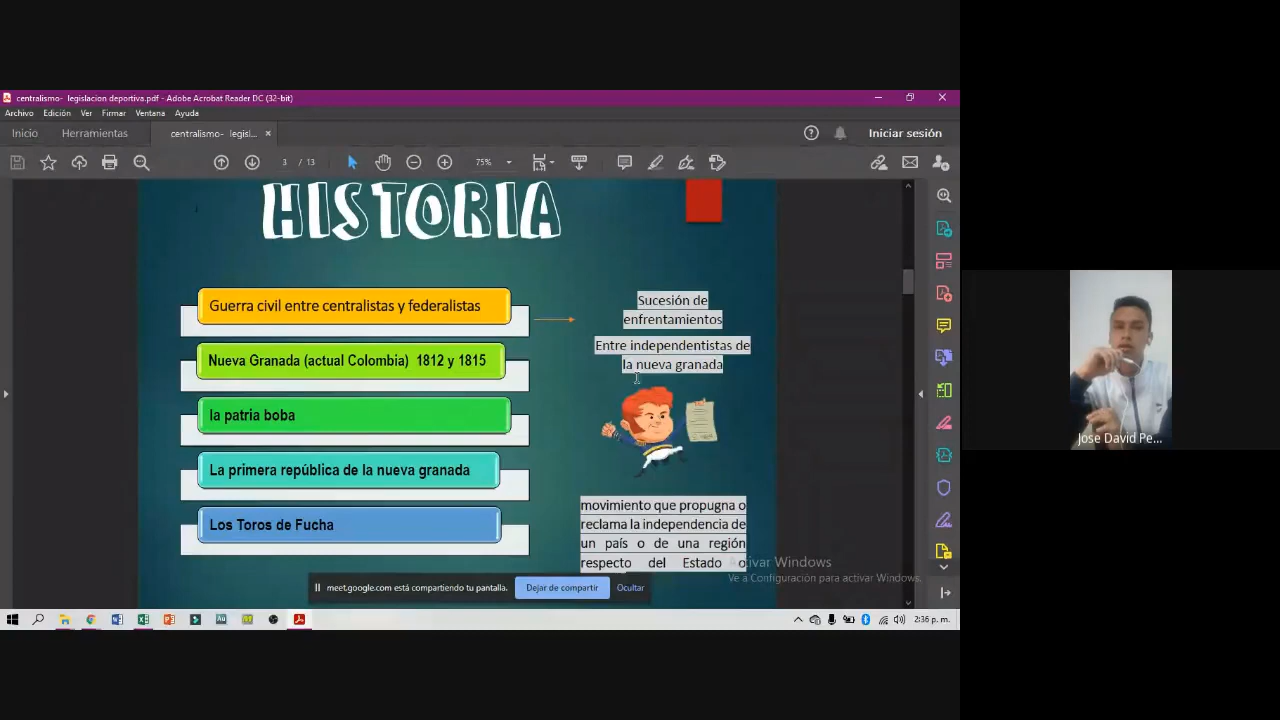 centralismo- legislacion deportiva.pdf - Adobe Acrobat Reader DC (32-bit)
Archivo Edición Ver Firmar Ventana Ayuda
Inicio Herramientas centralismo- legisl... × Iniciar sesión
3 / 13 75%
HISTORIA
Guerra civil entre centralistas y federalistas
Nueva Granada (actual Colombia) 1812 y 1815
la patria boba
La primera república de la nueva granada
Los Toros de Fucha
Sucesión de
enfrentamientos
Entre independentistas de
la nueva granada
movimiento que propugna o
reclama la independencia de
un país o de una región
respecto del Estado o
Activar Windows
Ve a Configuración para activar Windows.
meet.google.com está compartiendo tu pantalla. Dejar de compartir Ocultar
2:36 p. m.
Jose David Pe...